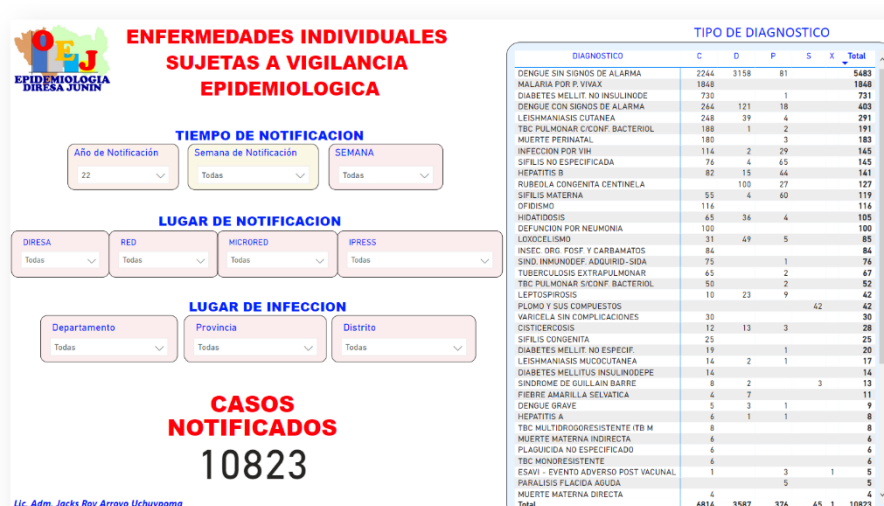 OEJ
EPIDEMIOLOGIA
DIRESA JUNIN
ENFERMEDADES INDIVIDUALES
SUJETAS A VIGILANCIA
EPIDEMIOLOGICA
TIEMPO DE NOTIFICACION
Año de Notificación Semana de Notificación SEMANA
22 Todas Todas
LUGAR DE NOTIFICACION
DIRESA RED MICRORED IPRESS
Todas Todas Todas Todas
LUGAR DE INFECCION
Departamento Provincia Distrito
Todas Todas Todas
CASOS
NOTIFICADOS
10823
Lic. Adm. Jacks Roy Arroyo Uchuypoma
TIPO DE DIAGNOSTICO
DIAGNOSTICO C D P S X Total
DENGUE SIN SIGNOS DE ALARMA 2244 3158 81 5483
MALARIA POR P. VIVAX 1848 1848
DIABETES MELLIT. NO INSULINODE 730 1 731
DENGUE CON SIGNOS DE ALARMA 264 121 18 403
LEISHMANIASIS CUTANEA 248 39 4 291
TBC PULMONAR C/CONF. BACTERIOL 188 1 2 191
MUERTE PERINATAL 180 3 183
INFECCION POR VIH 114 2 29 145
SIFILIS NO ESPECIFICADA 76 4 65 145
HEPATITIS B 82 15 44 141
RUBEOLA CONGENITA CENTINELA 100 27 127
SIFILIS MATERNA 55 4 60 119
OFIDISMO 116 116
HIDATIDOSIS 65 36 4 105
DEFUNCION POR NEUMONIA 100 100
LOXOCELISMO 31 49 5 85
INSEC. ORG. FOSF. Y CARBAMATOS 84 84
SIND. INMUNODEF. ADQUIRID-SIDA 75 1 76
TUBERCULOSIS EXTRAPULMONAR 65 2 67
TBC PULMONAR S/CONF. BACTERIOL 50 2 52
LEPTOSPIROSIS 10 23 9 42
PLOMO Y SUS COMPUESTOS 42 42
VARICELA SIN COMPLICACIONES 30 30
CISTICERCOSIS 12 13 3 28
SIFILIS CONGENITA 25 25
DIABETES MELLIT. NO ESPECIF. 19 1 20
LEISHMANIASIS MUCOCUTANEA 14 2 1 17
DIABETES MELLITUS INSULINODEPE 14 14
SINDROME DE GUILLAIN BARRE 8 2 3 13
FIEBRE AMARILLA SELVATICA 4 7 11
DENGUE GRAVE 5 3 1 9
HEPATITIS A 6 1 1 8
TBC MULTIDROGORESISTENTE (TB M 8 8
MUERTE MATERNA INDIRECTA 6 6
PLAGUICIDA NO ESPECIFICADO 6 6
TBC MONORESISTENTE 6 6
ESAVI - EVENTO ADVERSO POST VACUNAL 1 3 1 5
PARALISIS FLACIDA AGUDA 5 5
MUERTE MATERNA DIRECTA 4 4
Total 6814 3587 376 45 1 10823